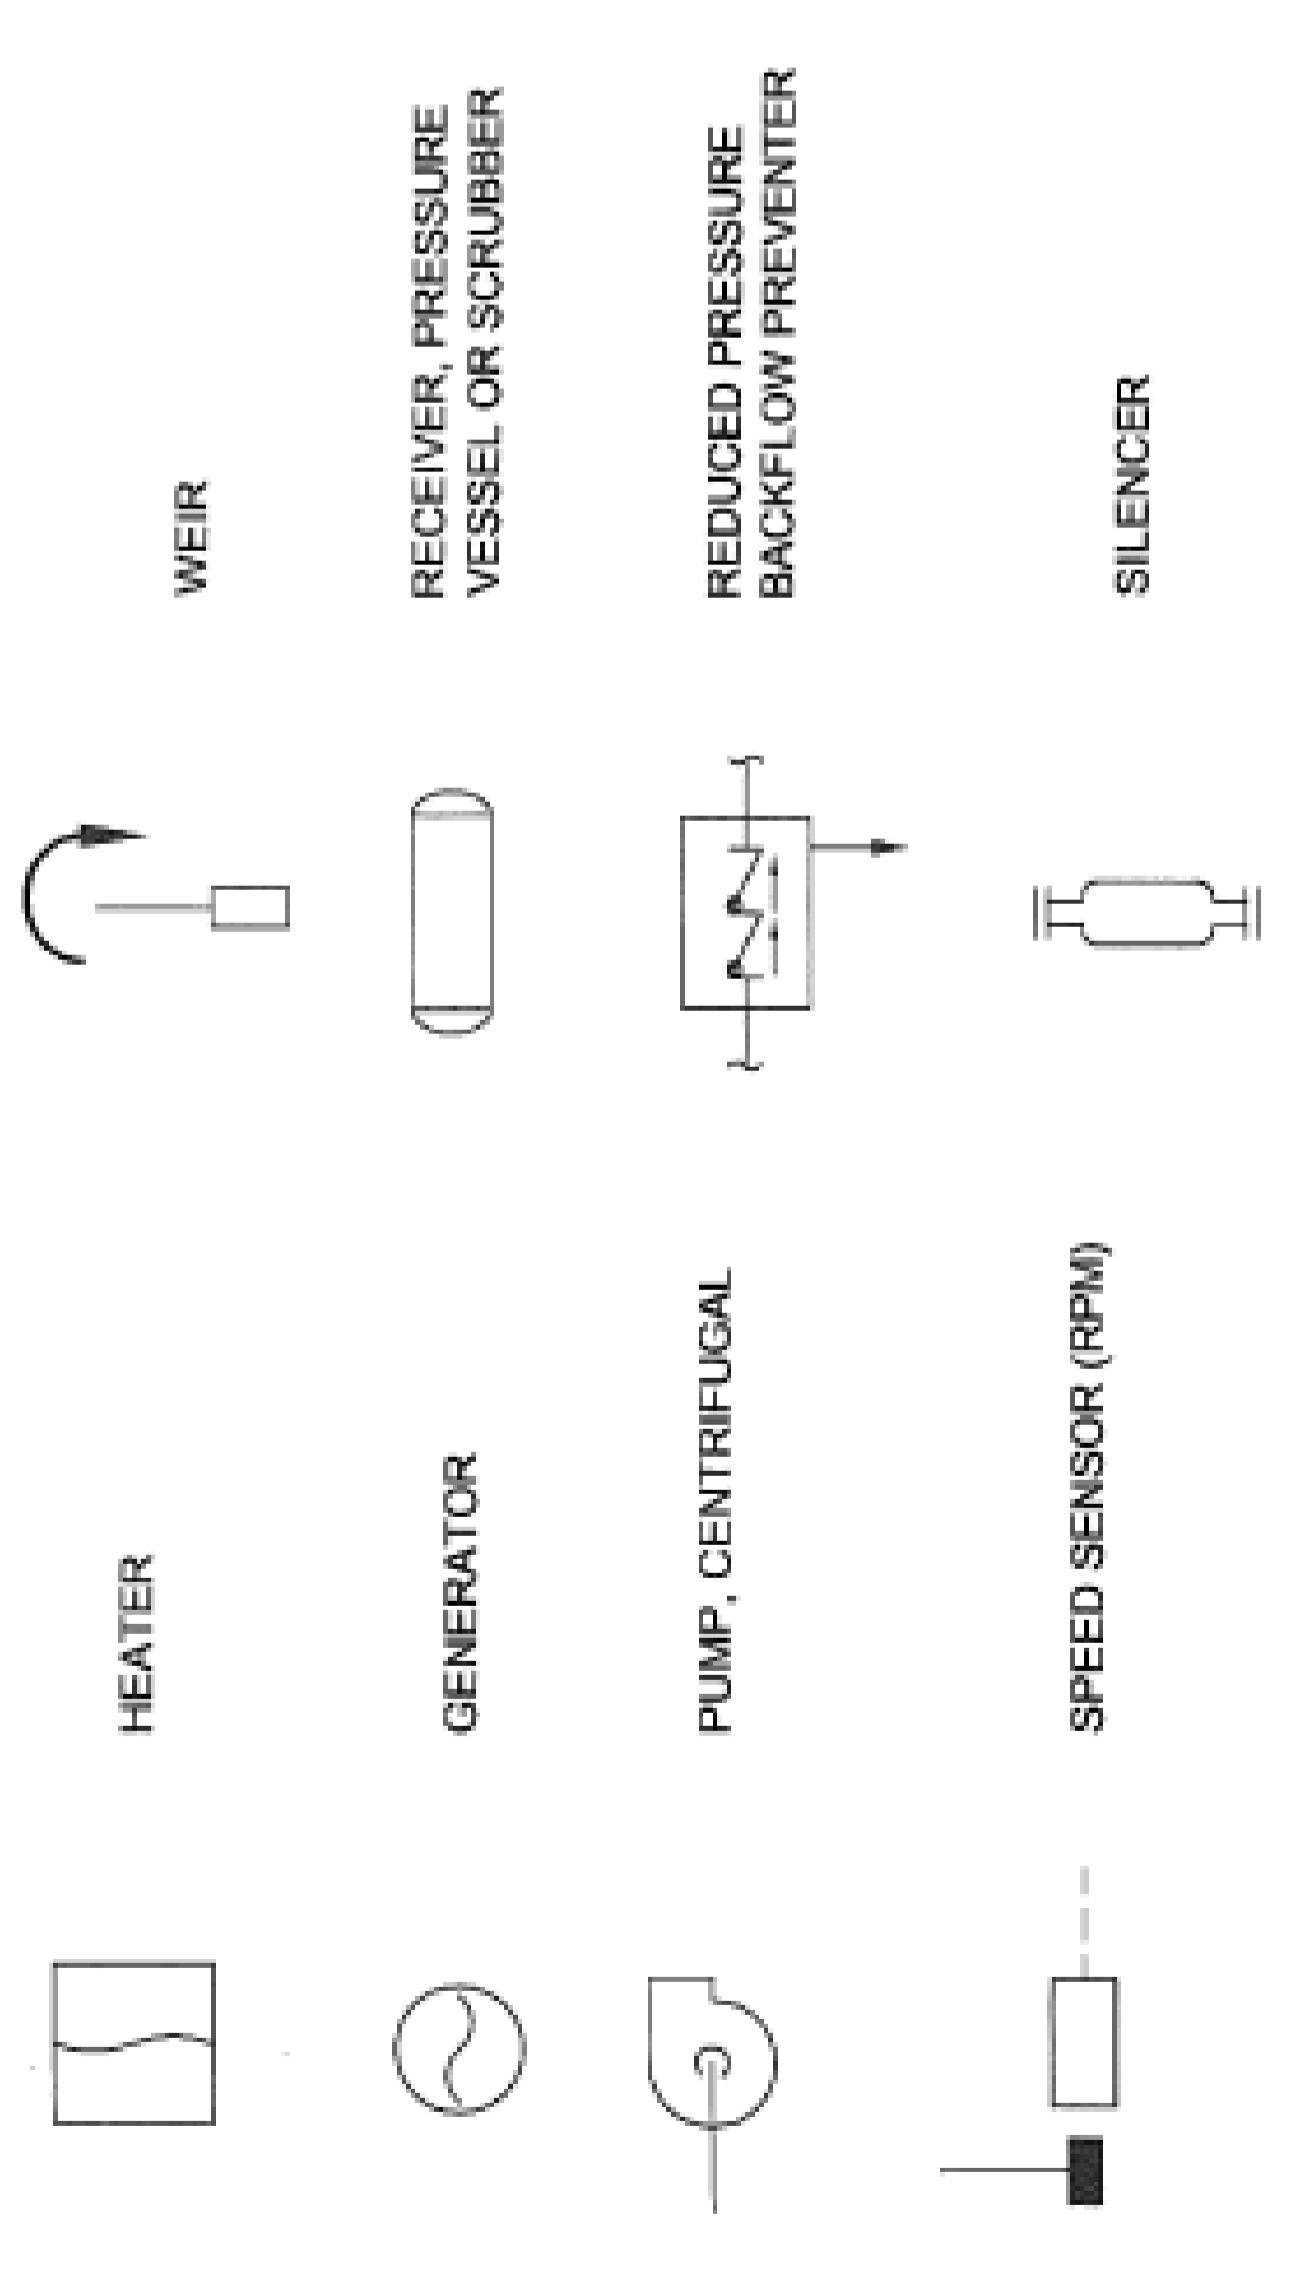 HEATER
GENERATOR
PUMP, CENTRIFUGAL
SPEED SENSOR (RPM)
WEIR
RECEIVER, PRESSURE
VESSEL OR SCRUBBER
REDUCED PRESSURE
BACKFLOW PREVENTER
SILENCER